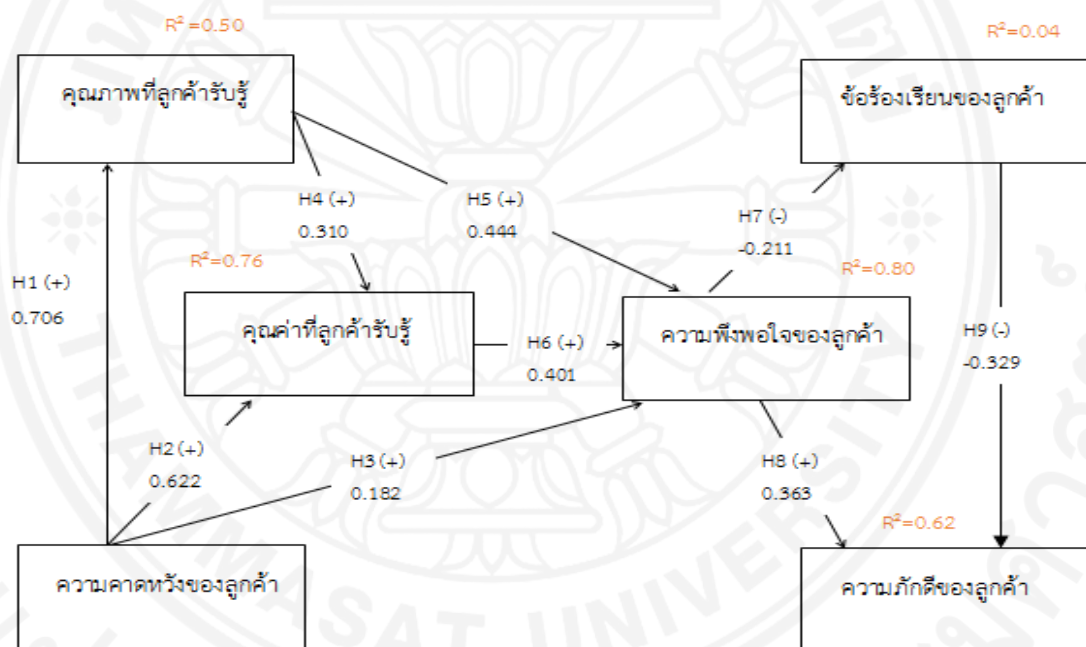 R²=0.50
R²=0.04
คุณภาพที่ลูกค้ารับรู้
ข้อร้องเรียนของลูกค้า
H4 (+)
0.310
H5 (+)
0.444
H7 (-)
-0.211
R²=0.76
R²=0.80
H1 (+)
0.706
คุณค่าที่ลูกค้ารับรู้
ความพึงพอใจของลูกค้า
H6 (+)
0.401
H9 (-)
-0.329
H2 (+)
0.622
H3 (+)
0.182
H8 (+)
0.363
R²=0.62
ความคาดหวังของลูกค้า
ความภักดีของลูกค้า
THAMMASAT UNIVERSITY